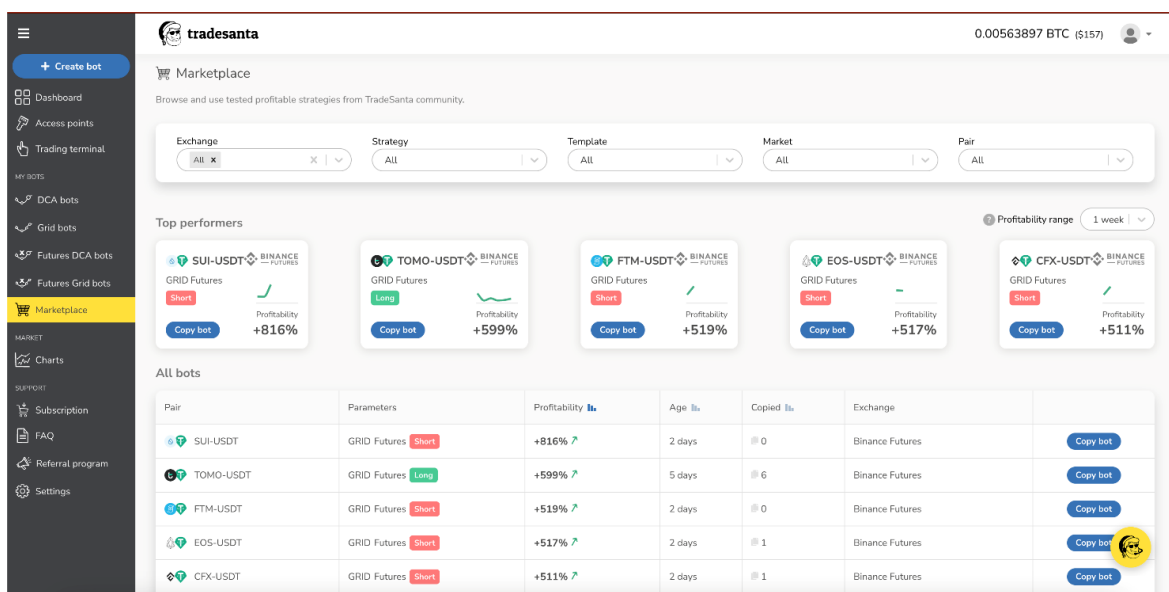 tradesanta
0.00563897 BTC ($157)
+ Create bot
Dashboard
Access points
Trading terminal
MY BOTS
DCA bots
Grid bots
Futures DCA bots
Futures Grid bots
Marketplace
MARKET
Charts
SUPPORT
Subscription
FAQ
Referral program
Settings
Marketplace
Browse and use tested profitable strategies from TradeSanta community.
Exchange Strategy Template Market Pair
All x All All All All
Top performers
? Profitability range 1 week
SUI-USDT BINANCE FUTURES
GRID Futures
Short
Profitability
Copy bot +816%
TOMO-USDT BINANCE FUTURES
GRID Futures
Long
Profitability
Copy bot +599%
FTM-USDT BINANCE FUTURES
GRID Futures
Short
Profitability
Copy bot +519%
EOS-USDT BINANCE FUTURES
GRID Futures
Short
Profitability
Copy bot +517%
CFX-USDT BINANCE FUTURES
GRID Futures
Short
Profitability
Copy bot +511%
All bots
Pair Parameters Profitability Age Copied Exchange
SUI-USDT GRID Futures Short +816% 2 days 0 Binance Futures Copy bot
TOMO-USDT GRID Futures Long +599% 5 days 6 Binance Futures Copy bot
FTM-USDT GRID Futures Short +519% 2 days 0 Binance Futures Copy bot
EOS-USDT GRID Futures Short +517% 2 days 1 Binance Futures Copy bot
CFX-USDT GRID Futures Short +511% 2 days 1 Binance Futures Copy bot